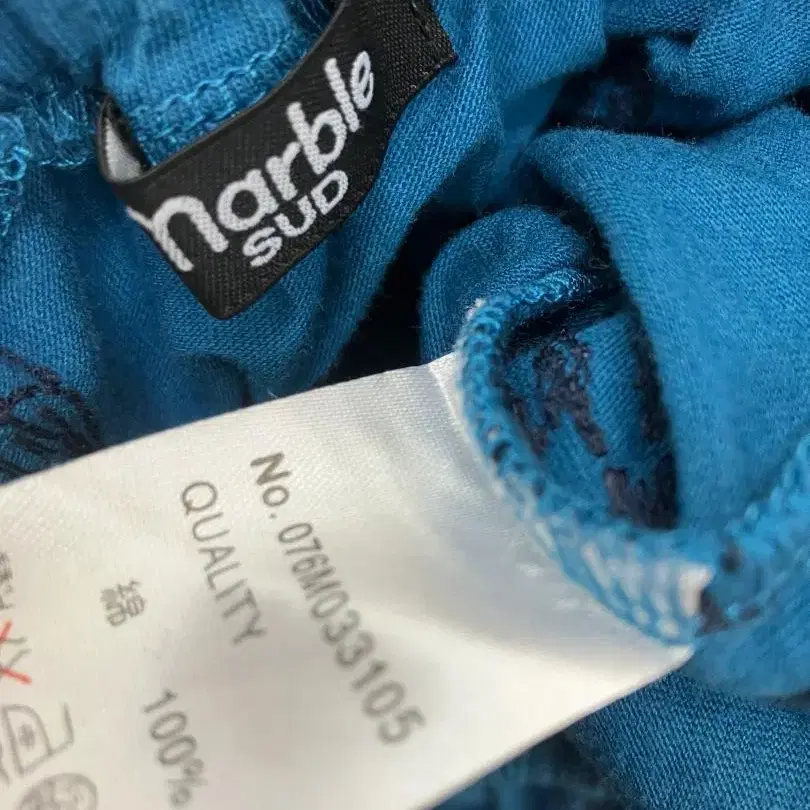 marble
SUD
No. 076M033105
QUALITY
綿 100%